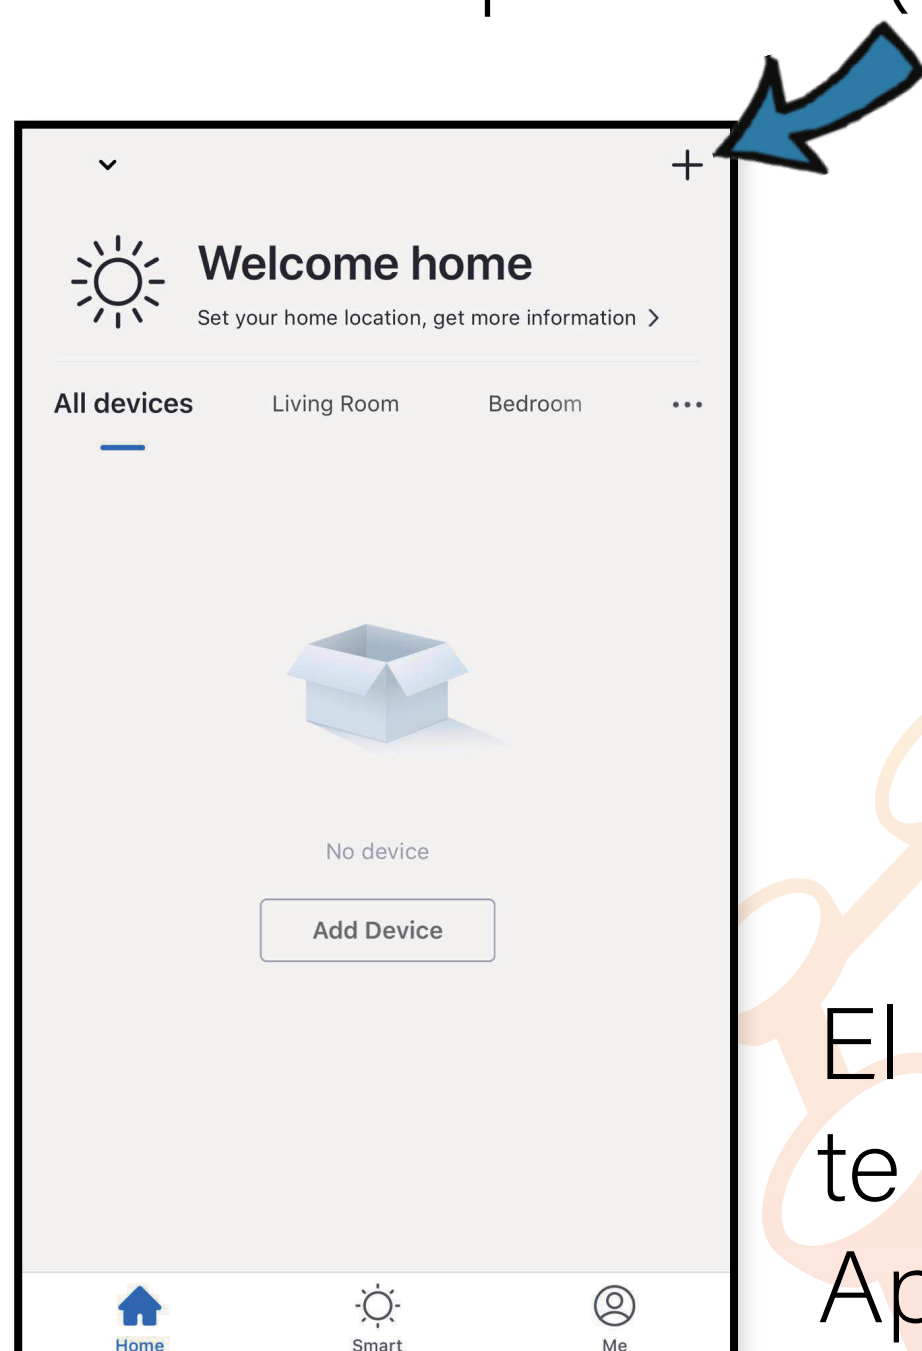 Welcome home
Set your home location, get more information >
All devices Living Room Bedroom ...
No device
Add Device
El
te
Home Smart Me